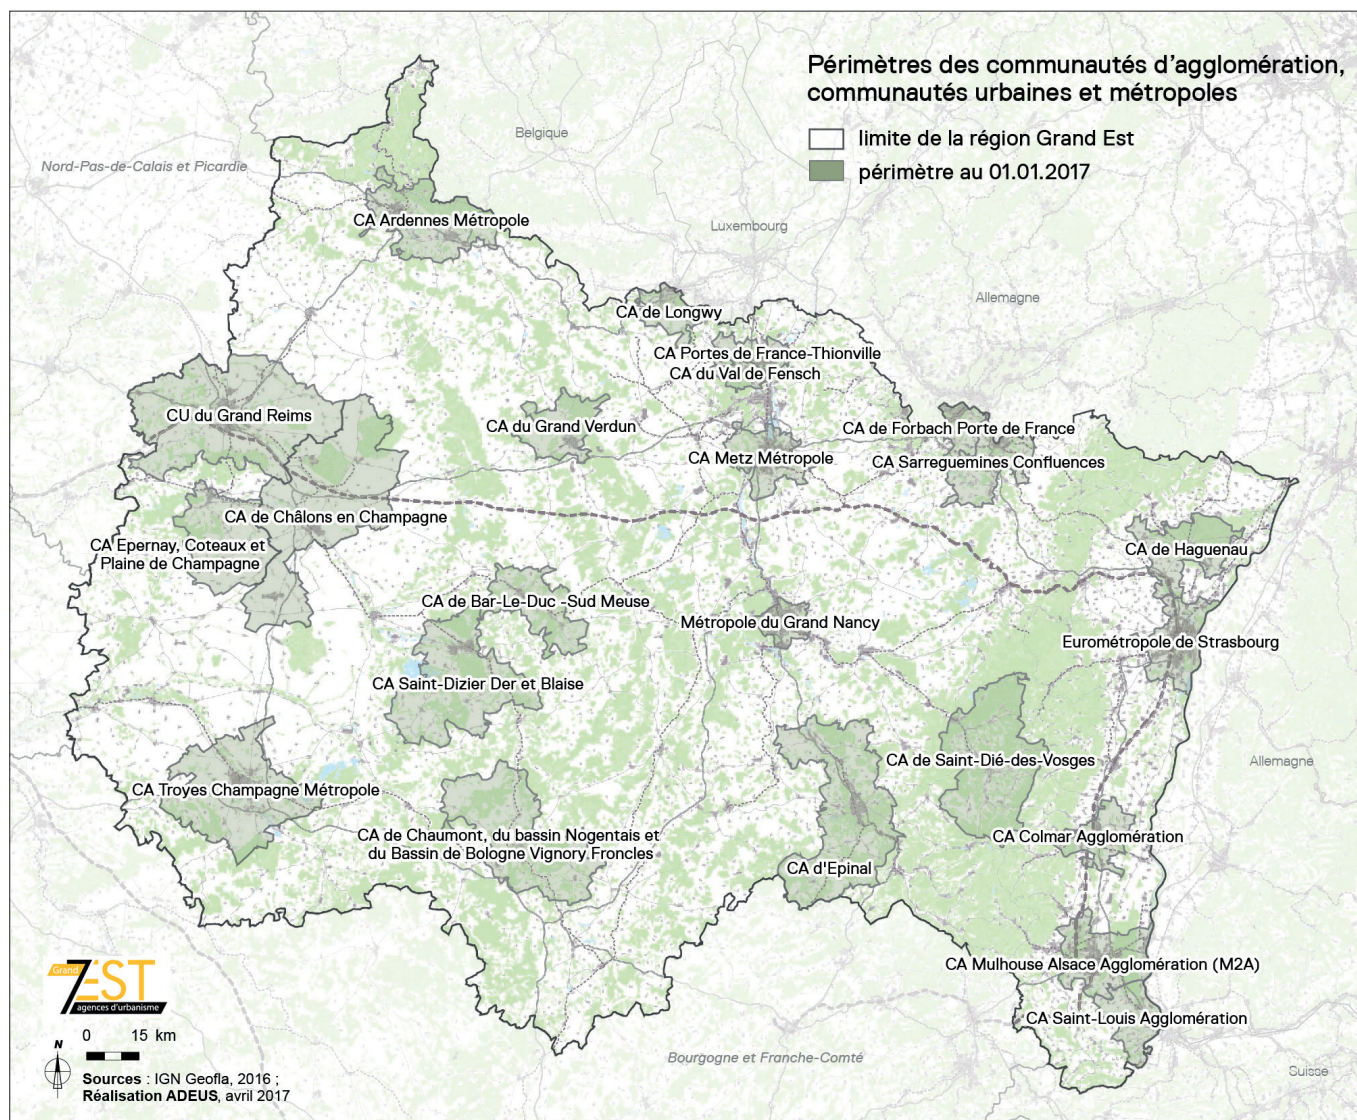 Périmètres des communautés d'agglomération,
communautés urbaines et métropoles
limite de la région Grand Est
périmètre au 01.01.2017
Belgique
Nord-Pas-de-Calais et Picardie
CA Ardennes Métropole
Luxembourg
Allemagne
CA de Longwy
CA Portes de France-Thionville
CA du Val de Fensch
CU du Grand Reims
CA du Grand Verdun
CA de Forbach Porte de France
CA Metz Métropole
CA Sarreguemines Confluences
CA de Châlons en Champagne
CA Epernay, Coteaux et
Plaine de Champagne
CA de Haguenau
CA de Bar-Le-Duc -Sud Meuse
Métropole du Grand Nancy
Eurométropole de Strasbourg
CA Saint-Dizier Der et Blaise
CA de Saint-Dié-des-Vosges
Allemagne
CA Troyes Champagne Métropole
CA de Chaumont, du bassin Nogentais et
du Bassin de Bologne Vignory Froncles
CA Colmar Agglomération
CA d'Epinal
CA Mulhouse Alsace Agglomération (M2A)
CA Saint-Louis Agglomération
Bourgogne et Franche-Comté
Suisse
Grand
7EST
agences d'urbanisme
0 15 km
N
Sources : IGN Geofla, 2016 ;
Réalisation ADEUS, avril 2017